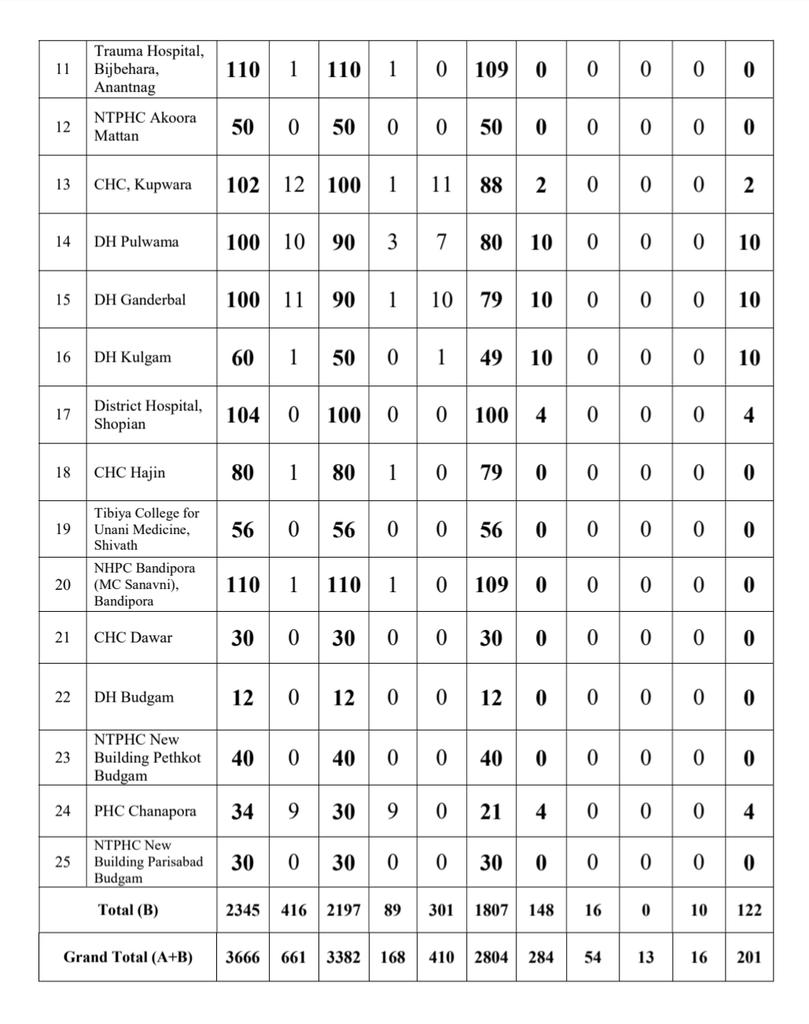 11 Trauma Hospital, Bijbehara, Anantnag 110 1 110 1 0 109 0 0 0 0 0
12 NTPHC Akoora Mattan 50 0 50 0 0 50 0 0 0 0 0
13 CHC, Kupwara 102 12 100 1 11 88 2 0 0 0 2
14 DH Pulwama 100 10 90 3 7 80 10 0 0 0 10
15 DH Ganderbal 100 11 90 1 10 79 10 0 0 0 10
16 DH Kulgam 60 1 50 0 1 49 10 0 0 0 10
17 District Hospital, Shopian 104 0 100 0 0 100 4 0 0 0 4
18 CHC Hajin 80 1 80 1 0 79 0 0 0 0 0
19 Tibiya College for Unani Medicine, Shivath 56 0 56 0 0 56 0 0 0 0 0
20 NHPC Bandipora (MC Sanavni), Bandipora 110 1 110 1 0 109 0 0 0 0 0
21 CHC Dawar 30 0 30 0 0 30 0 0 0 0 0
22 DH Budgam 12 0 12 0 0 12 0 0 0 0 0
23 NTPHC New Building Pethkot Budgam 40 0 40 0 0 40 0 0 0 0 0
24 PHC Chanapora 34 9 30 9 0 21 4 0 0 0 4
25 NTPHC New Building Parisabad Budgam 30 0 30 0 0 30 0 0 0 0 0
Total (B) 2345 416 2197 89 301 1807 148 16 0 10 122
Grand Total (A+B) 3666 661 3382 168 410 2804 284 54 13 16 201